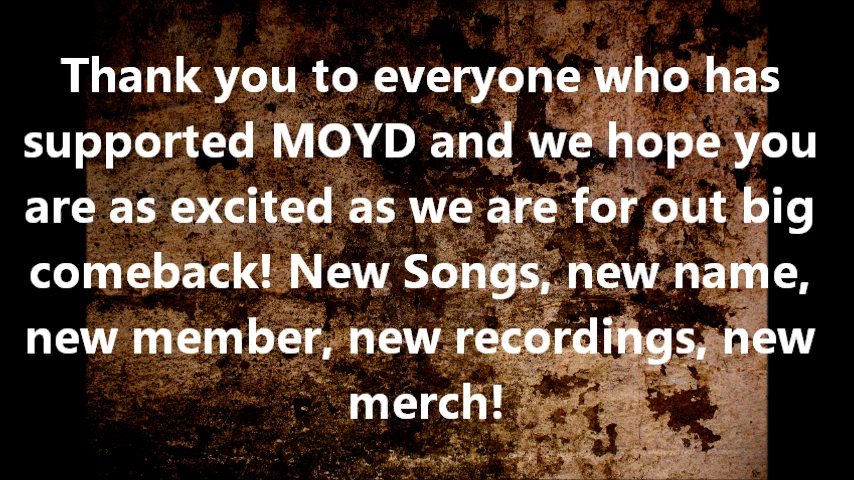 Thank you to everyone who has
supported MOYD and we hope you
are as excited as we are for out big
comeback! New Songs, new name,
new member, new recordings, new
merch!